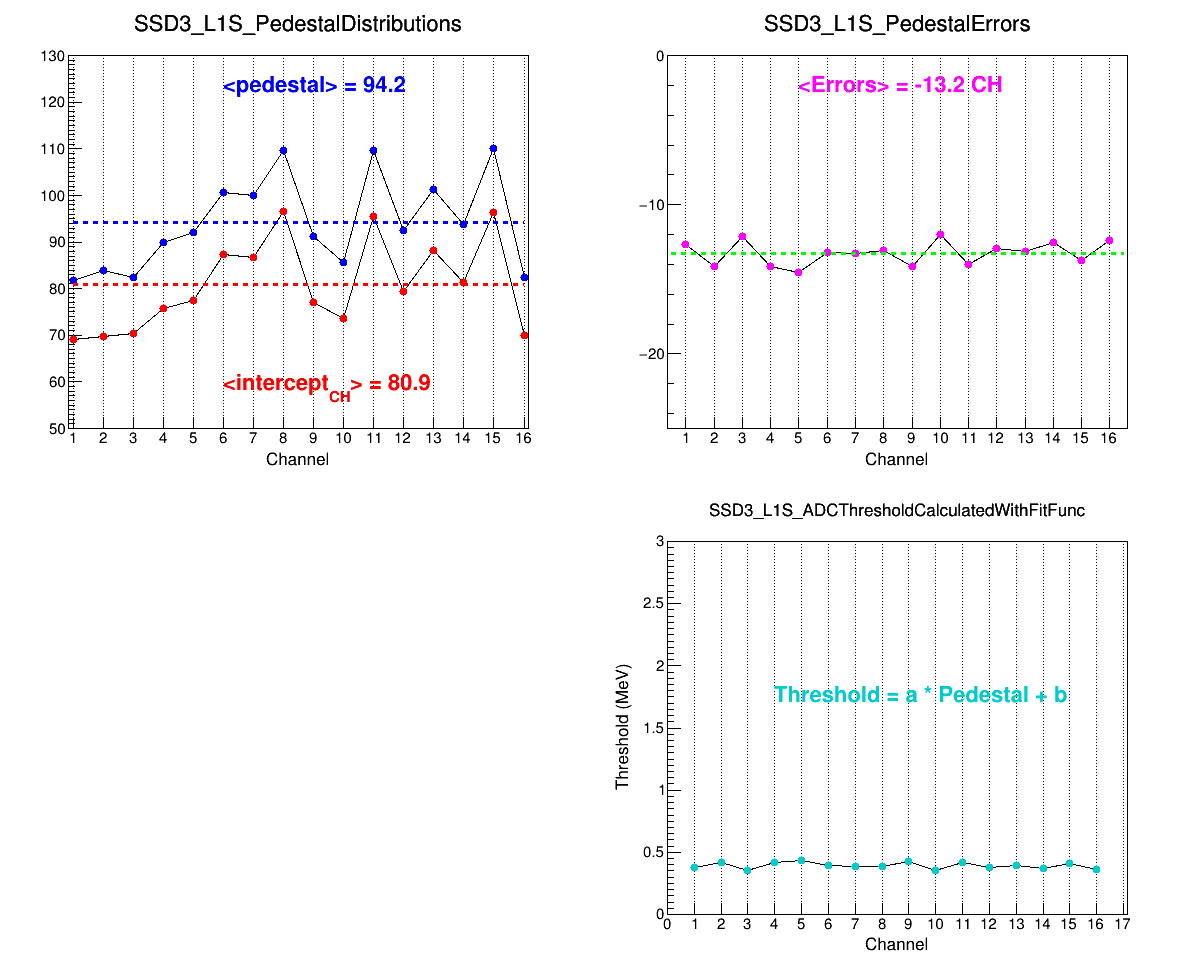 SSD3_L1S_PedestalDistributions
130
120
110
100
90
80
70
60
50
<pedestal> = 94.2
<intercept_CH> = 80.9
1 2 3 4 5 6 7 8 9 10 11 12 13 14 15 16
Channel
SSD3_L1S_PedestalErrors
0
−10
−20
<Errors> = -13.2 CH
1 2 3 4 5 6 7 8 9 10 11 12 13 14 15 16
Channel
SSD3_L1S_ADCThresholdCalculatedWithFitFunc
3
2.5
2
1.5
1
0.5
0
Threshold (MeV)
Threshold = a * Pedestal + b
0 1 2 3 4 5 6 7 8 9 10 11 12 13 14 15 16 17
Channel